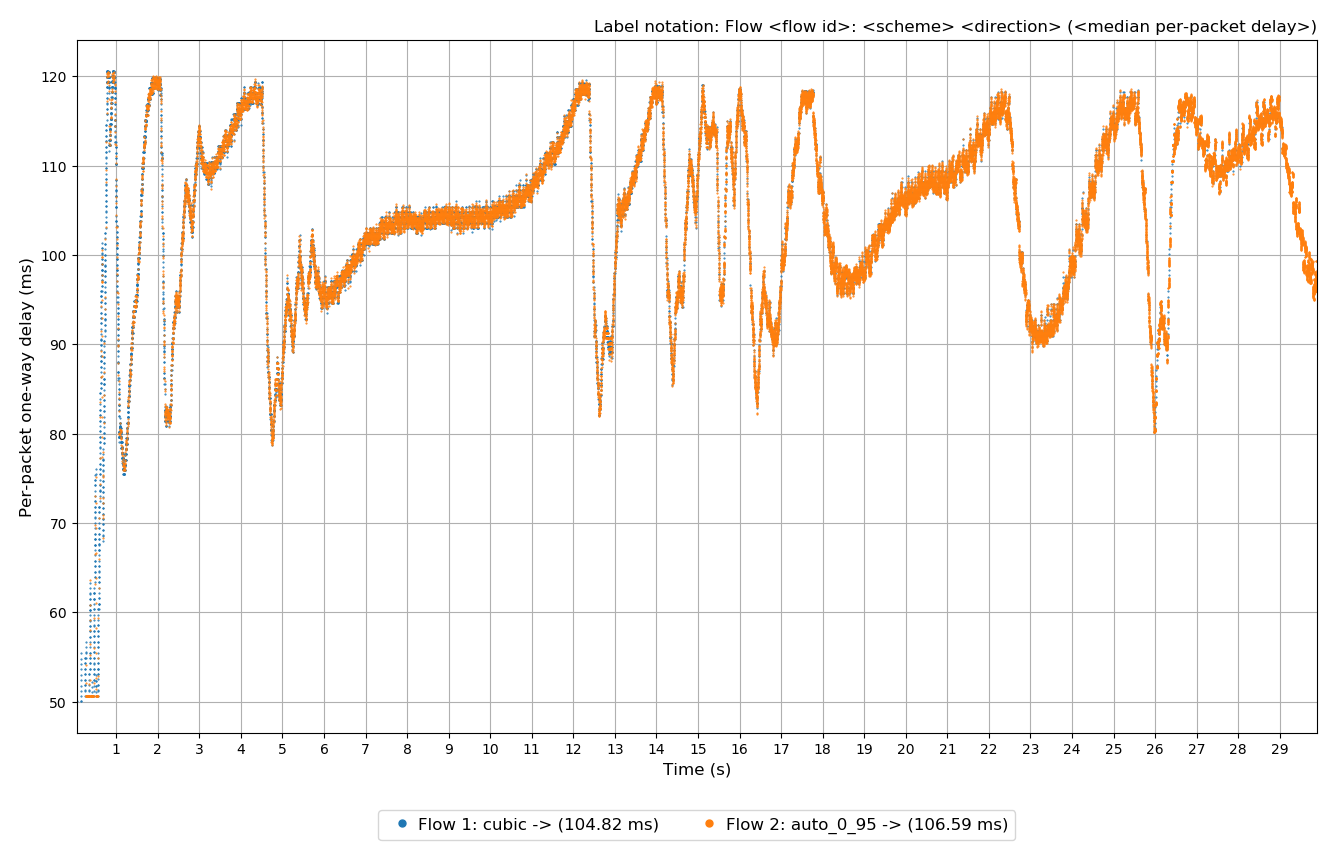 Label notation: Flow <flow id>: <scheme> <direction> (<median per-packet delay>)
Per-packet one-way delay (ms)
120
110
100
90
80
70
60
50
1 2 3 4 5 6 7 8 9 10 11 12 13 14 15 16 17 18 19 20 21 22 23 24 25 26 27 28 29
Time (s)
Flow 1: cubic -> (104.82 ms) Flow 2: auto_0_95 -> (106.59 ms)